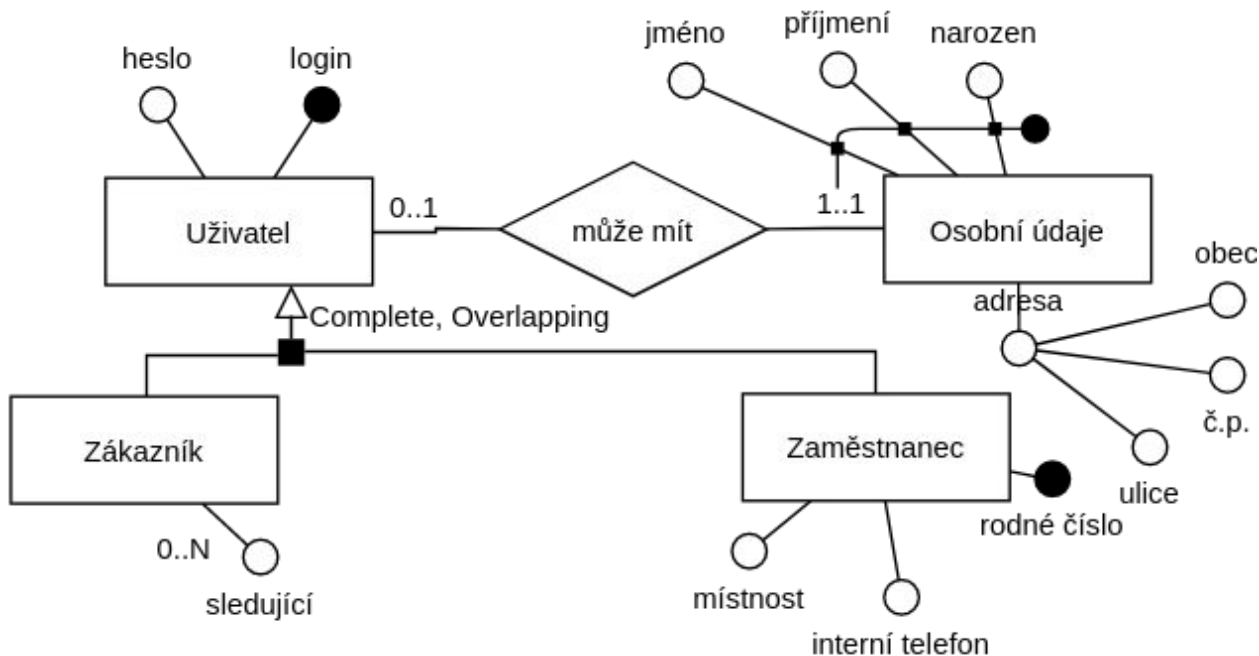 heslo
login
jméno
příjmení
narozen
Uživatel
0..1
může mít
1..1
Osobní údaje
adresa
obec
č.p.
ulice
Complete, Overlapping
Zákazník
0..N
sledující
Zaměstnanec
rodné číslo
místnost
interní telefon